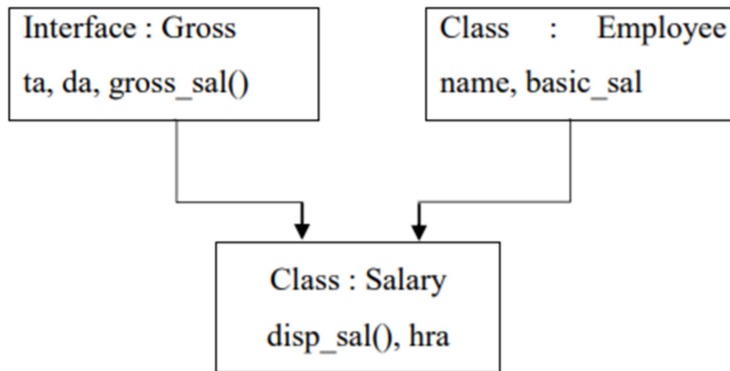 Interface : Gross
ta, da, gross_sal()
Class : Employee
name, basic_sal
Class : Salary
disp_sal(), hra